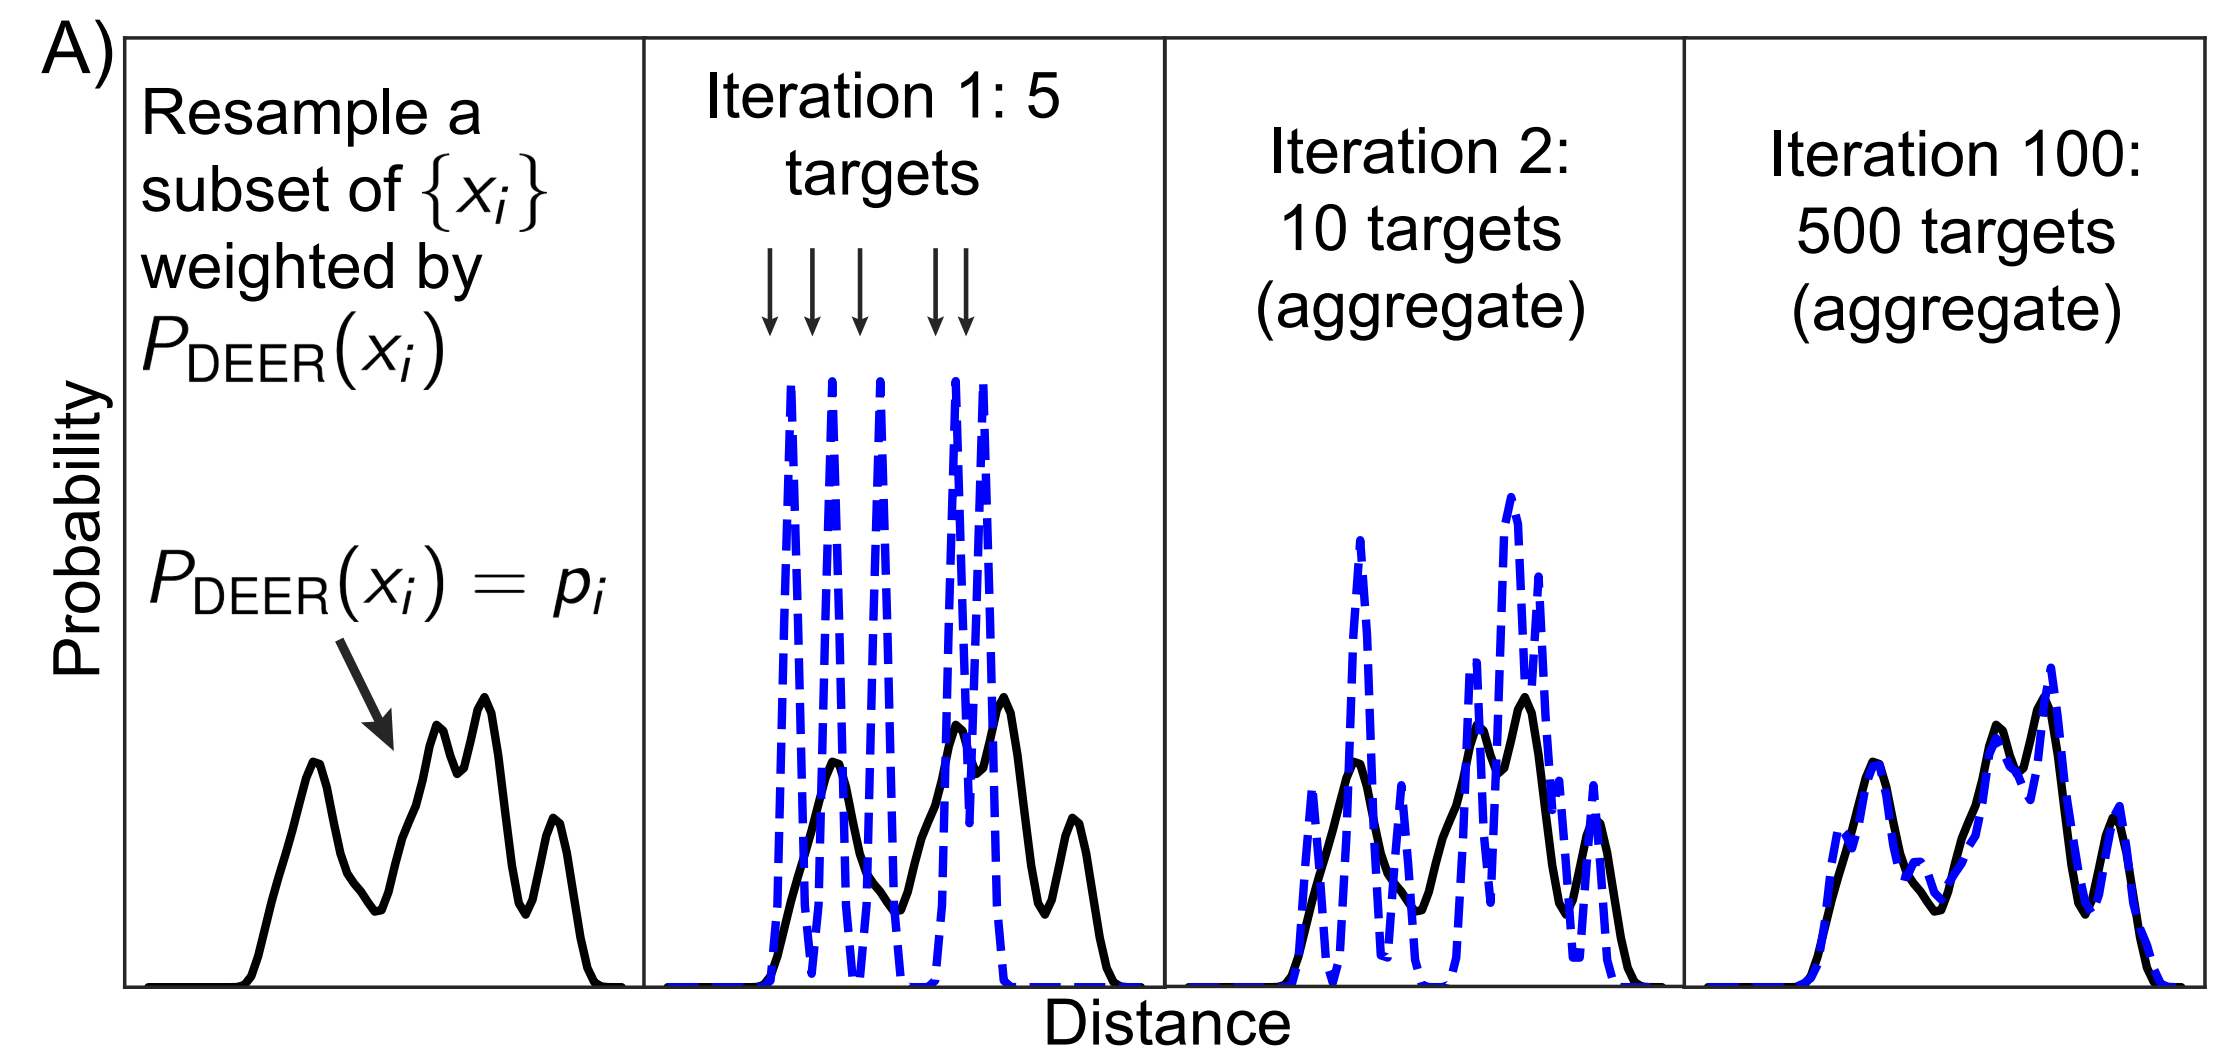 A)
Resample a
subset of {xᵢ}
weighted by
P_DEER(xᵢ)
P_DEER(xᵢ) = pᵢ
Iteration 1: 5
targets
Iteration 2:
10 targets
(aggregate)
Iteration 100:
500 targets
(aggregate)
Probability
Distance